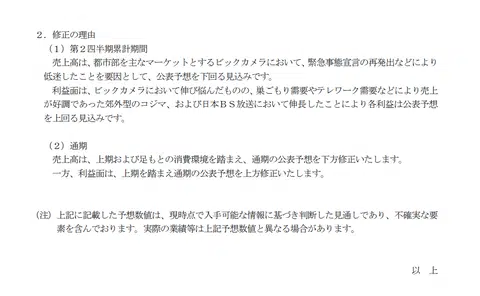 ２．修正の理由
（１）第２四半期累計期間
売上高は、都市部を主なマーケットとするビックカメラにおいて、緊急事態宣言の再発出などにより
低迷したことを要因として、公表予想を下回る見込みです。
利益面は、ビックカメラにおいて伸び悩んだものの、巣ごもり需要やテレワーク需要などにより売上
が好調であった郊外型のコジマ、および日本ＢＳ放送において伸長したことにより各利益は公表予想
を上回る見込みです。
（２）通期
売上高は、上期および足もとの消費環境を踏まえ、通期の公表予想を下方修正いたします。
一方、利益面は、上期を踏まえ通期の公表予想を上方修正いたします。
（注）上記に記載した予想数値は、現時点で入手可能な情報に基づき判断した見通しであり、不確実な要
素を含んでおります。実際の業績等は上記予想数値と異なる場合があります。
以　上